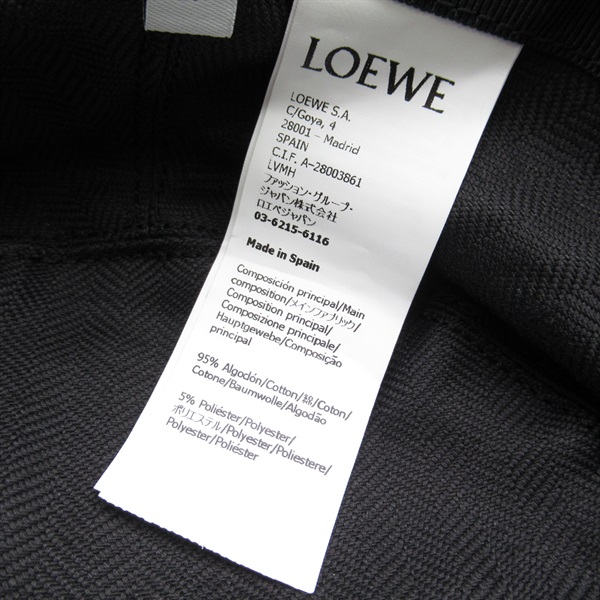 LOEWE
LOEWE S.A.
C/Goya, 4
28001 - Madrid
SPAIN
C.I.F. A-28003861
LVMH
ファッション・グループ・
ジャパン株式会社
ロエベジャパン
03-6215-6116
Made in Spain
Composición principal/Main
composition/メインファブリック/
Composition principal/
Composizione principale/
Hauptgewebe/Composição
principal
95% Algodón/Cotton/綿/Coton/
Cotone/Baumwolle/Algodão
5% Poliéster/Polyester/
ポリエステル/Polyester/Poliestere/
Polyester/Poliéster